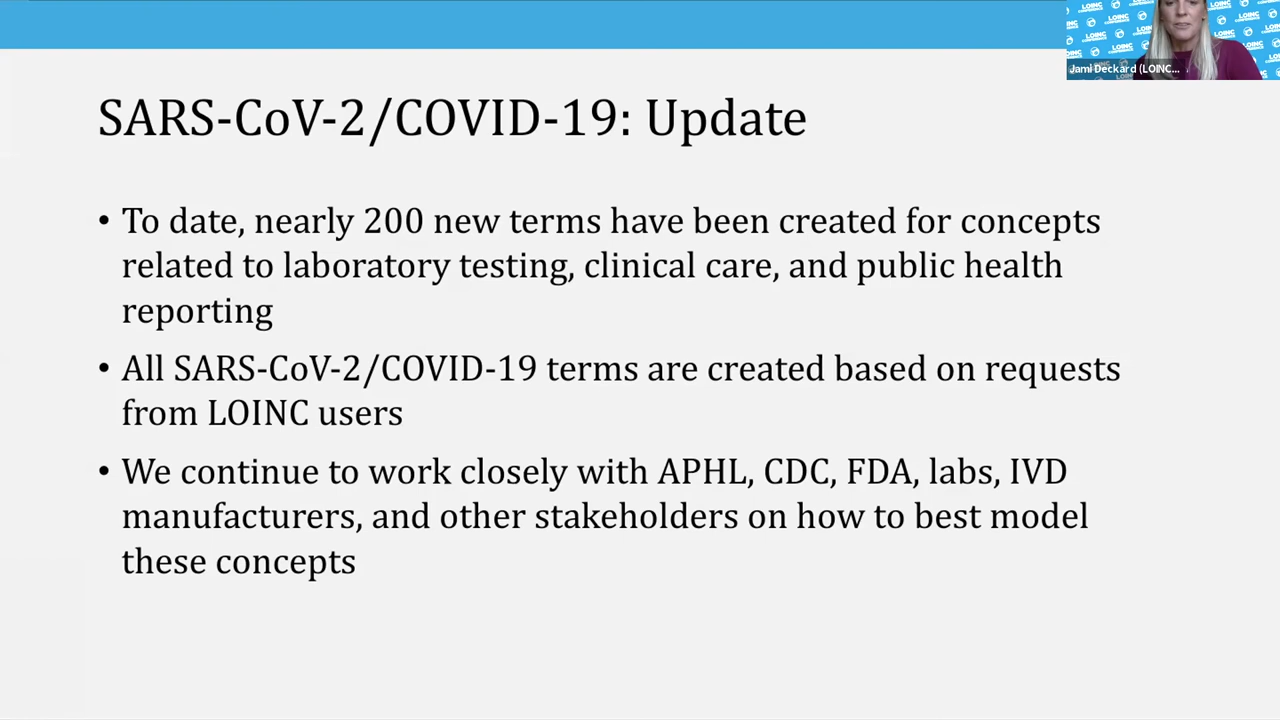 SARS-CoV-2/COVID-19: Update
• To date, nearly 200 new terms have been created for concepts
related to laboratory testing, clinical care, and public health
reporting
• All SARS-CoV-2/COVID-19 terms are created based on requests
from LOINC users
• We continue to work closely with APHL, CDC, FDA, labs, IVD
manufacturers, and other stakeholders on how to best model
these concepts
Jami Deckard (LOINC...
LOINC